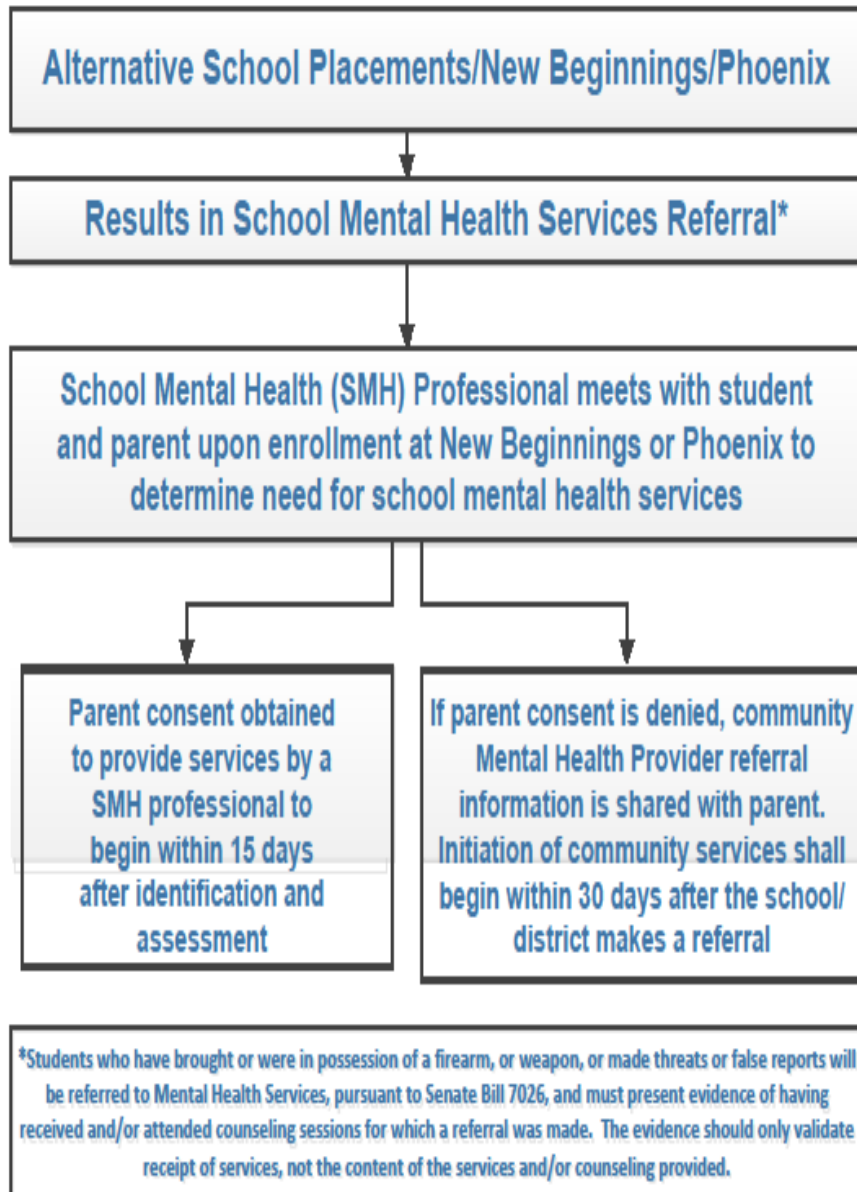 Alternative School Placements/New Beginnings/Phoenix
Results in School Mental Health Services Referral*
School Mental Health (SMH) Professional meets with student
and parent upon enrollment at New Beginnings or Phoenix to
determine need for school mental health services
Parent consent obtained
to provide services by a
SMH professional to
begin within 15 days
after identification and
assessment
If parent consent is denied, community
Mental Health Provider referral
information is shared with parent.
Initiation of community services shall
begin within 30 days after the school/
district makes a referral
*Students who have brought or were in possession of a firearm, or weapon, or made threats or false reports will
be referred to Mental Health Services, pursuant to Senate Bill 7026, and must present evidence of having
received and/or attended counseling sessions for which a referral was made. The evidence should only validate
receipt of services, not the content of the services and/or counseling provided.